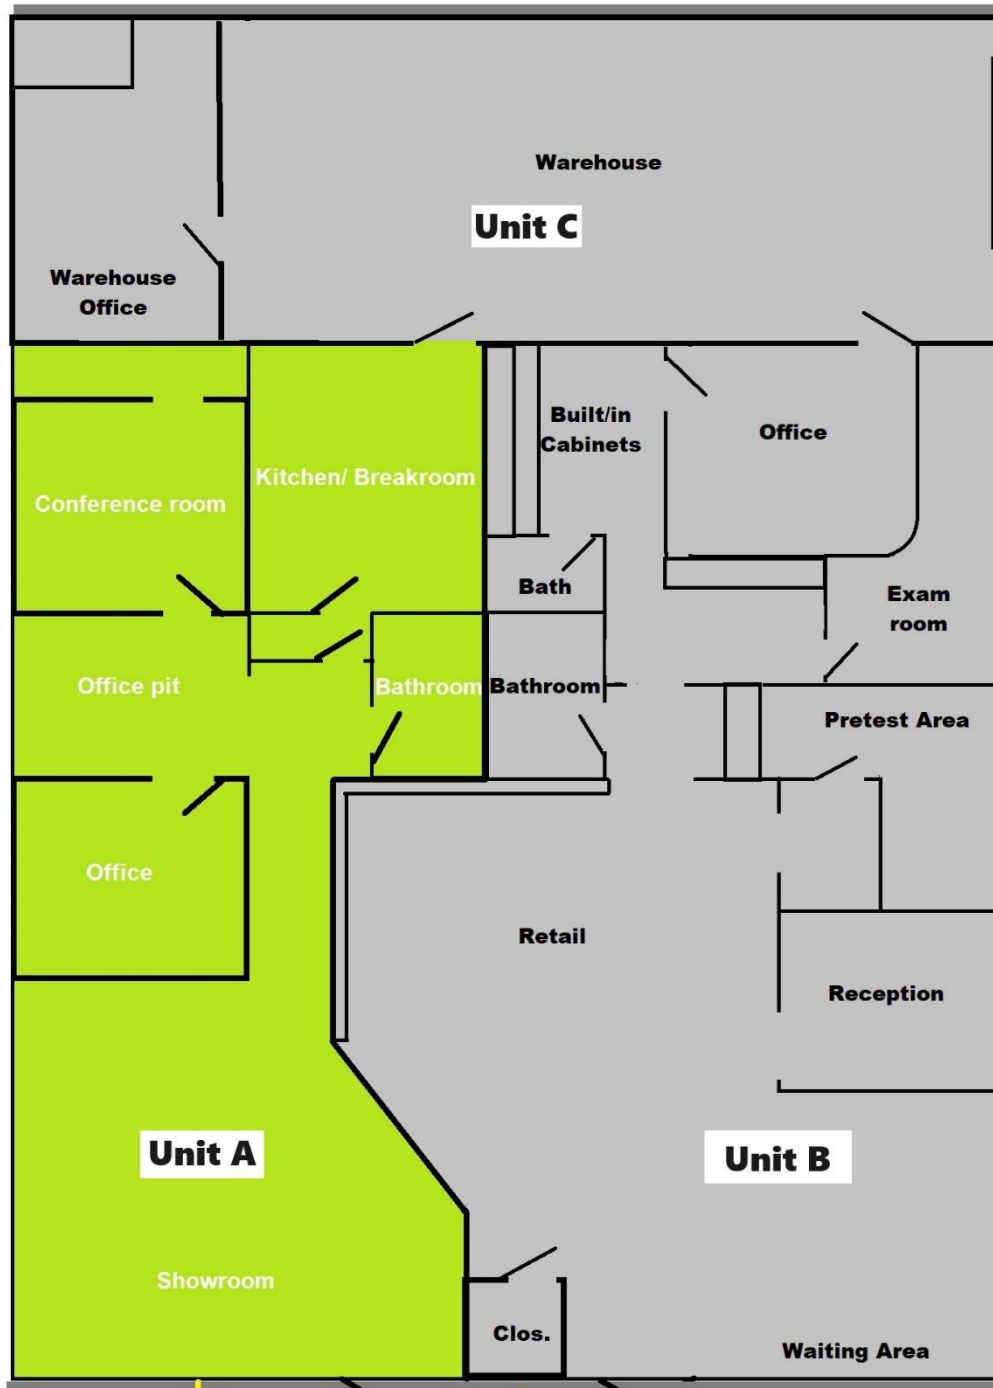 Warehouse
Unit C
Warehouse
Office
Built/in
Cabinets
Office
Kitchen/ Breakroom
Conference room
Bath
Exam
room
Office pit
Bathroom
Bathroom
Pretest Area
Office
Retail
Reception
Unit A
Unit B
Showroom
Clos.
Waiting Area